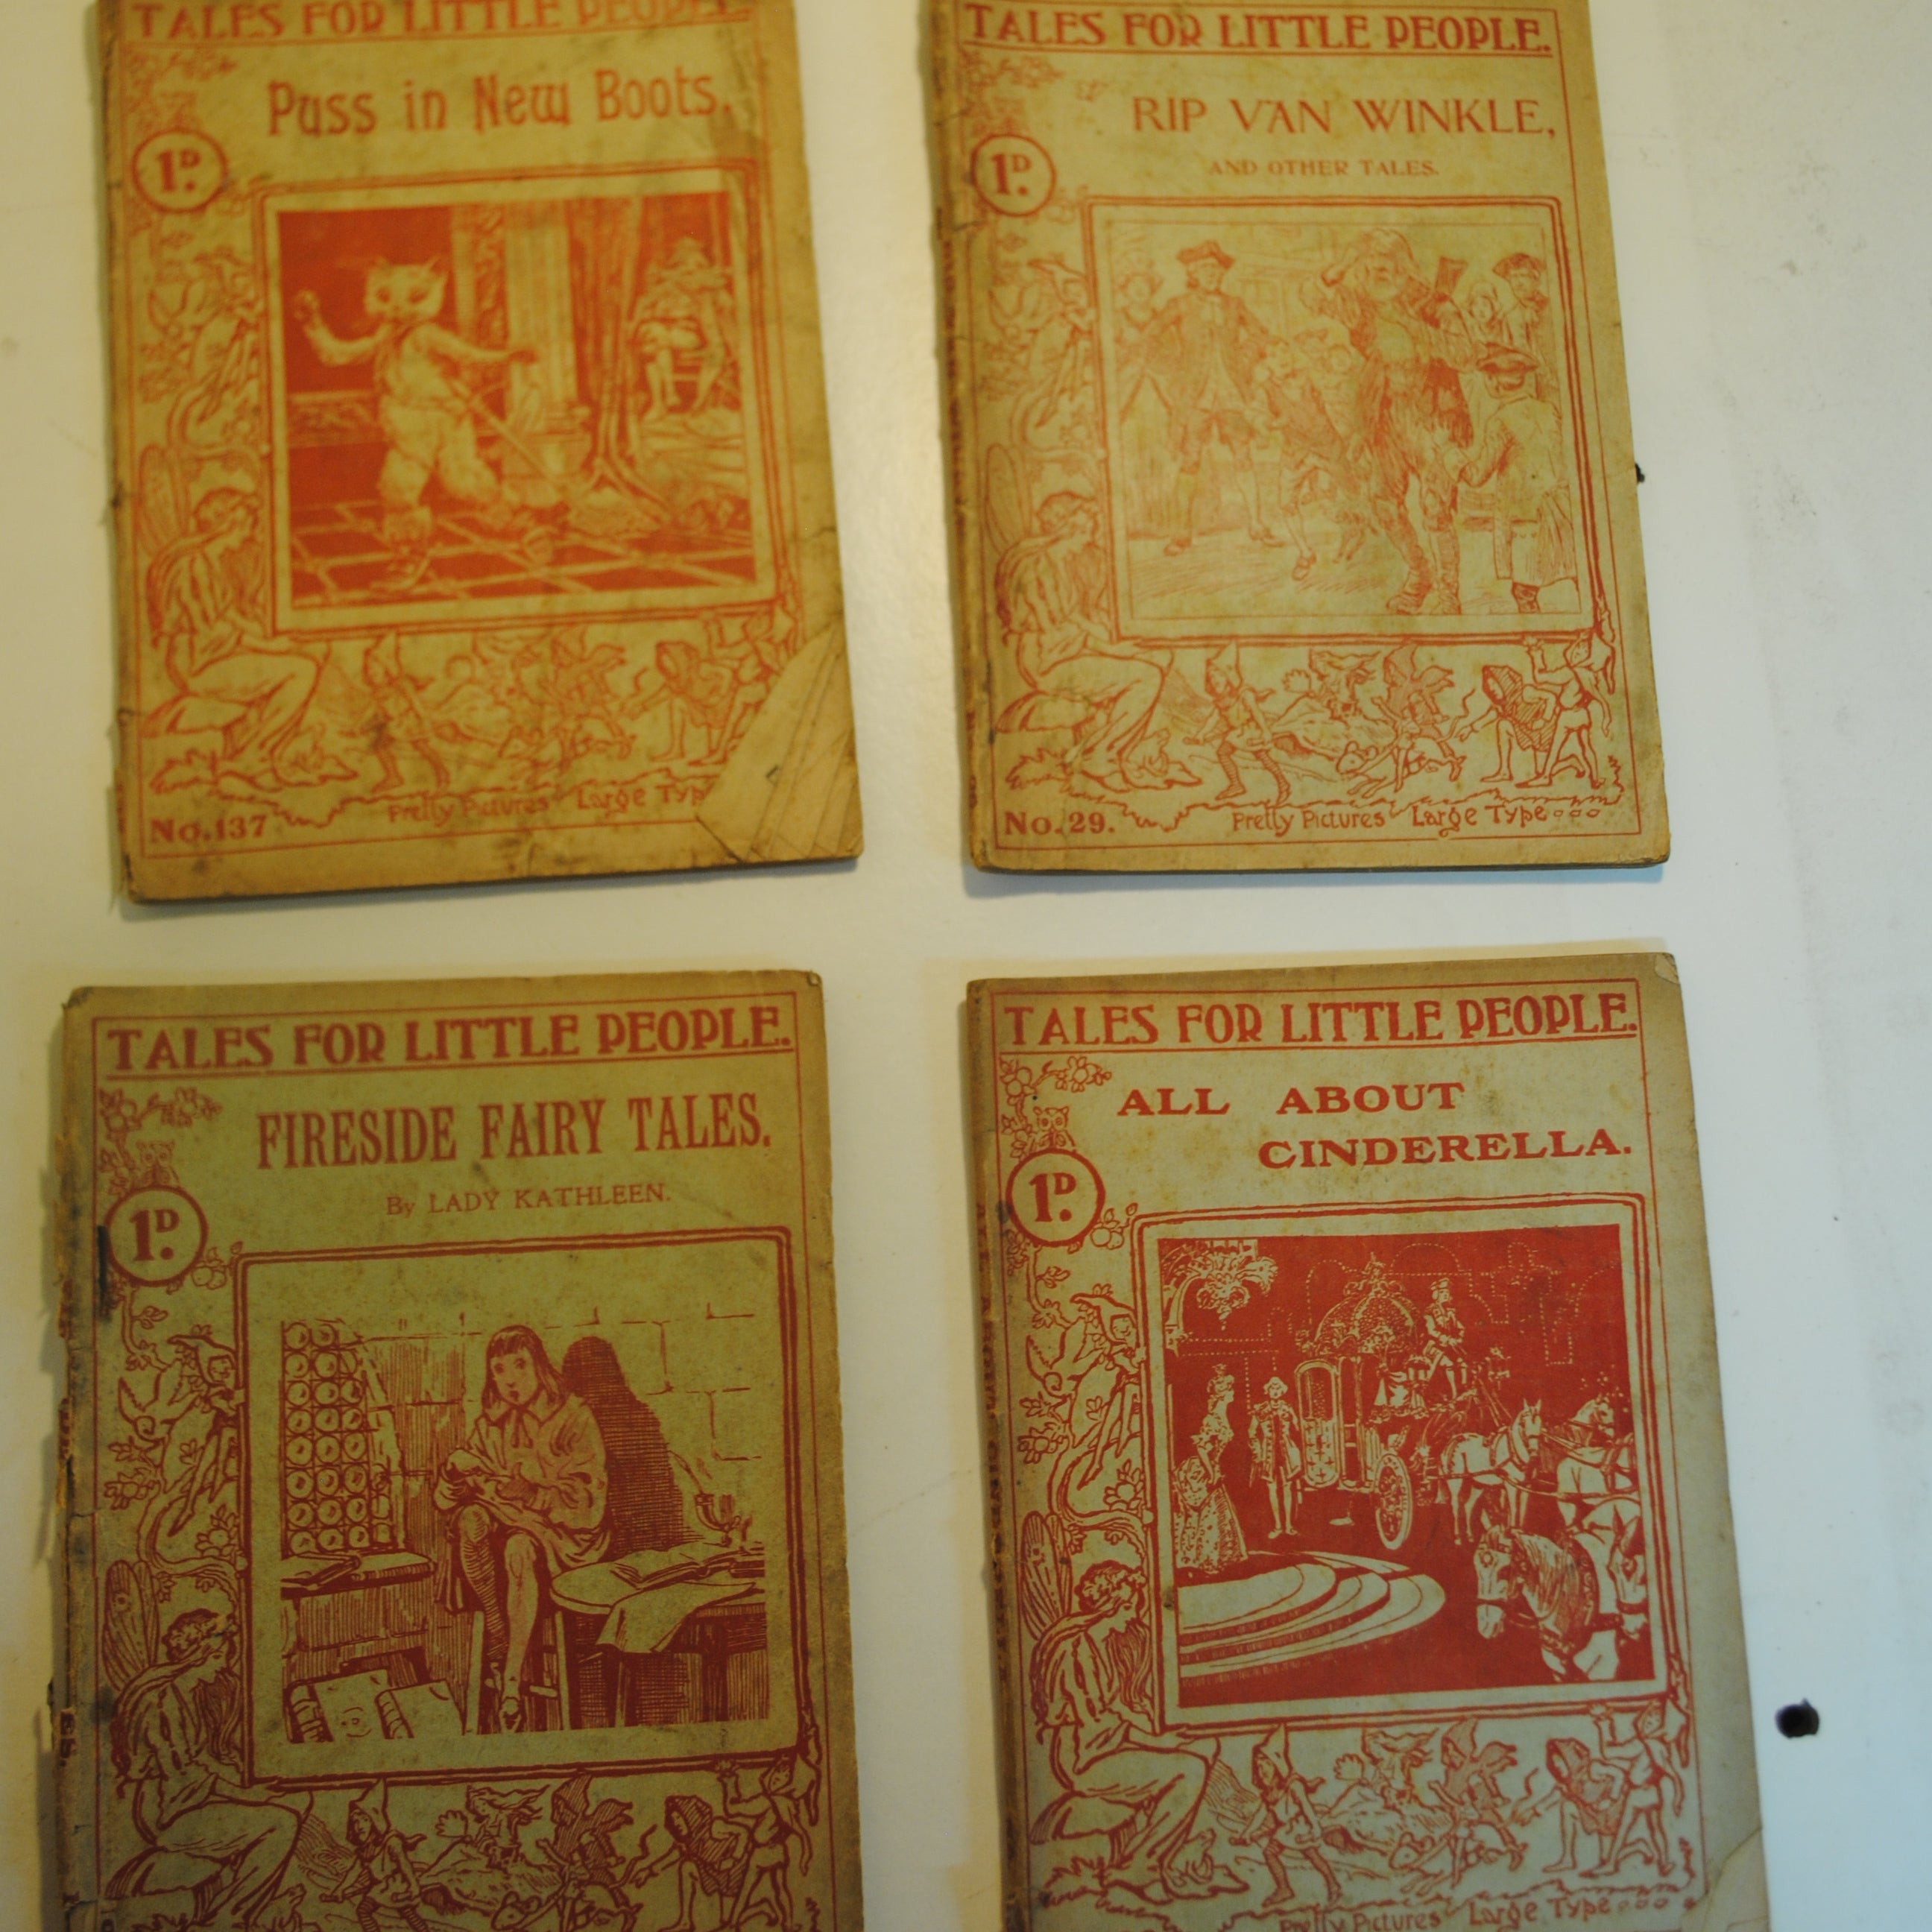 TALES FOR LITTLE PEOPLE.
Puss in New Boots.
1D.
No. 137
Pretty Pictures Large Typ
TALES FOR LITTLE PEOPLE.
RIP VAN WINKLE,
AND OTHER TALES.
1D.
No. 29.
Pretty Pictures Large Type
TALES FOR LITTLE PEOPLE.
FIRESIDE FAIRY TALES.
By LADY KATHLEEN.
1D.
TALES FOR LITTLE PEOPLE.
ALL ABOUT
CINDERELLA.
1D.
Pretty Pictures Large Type